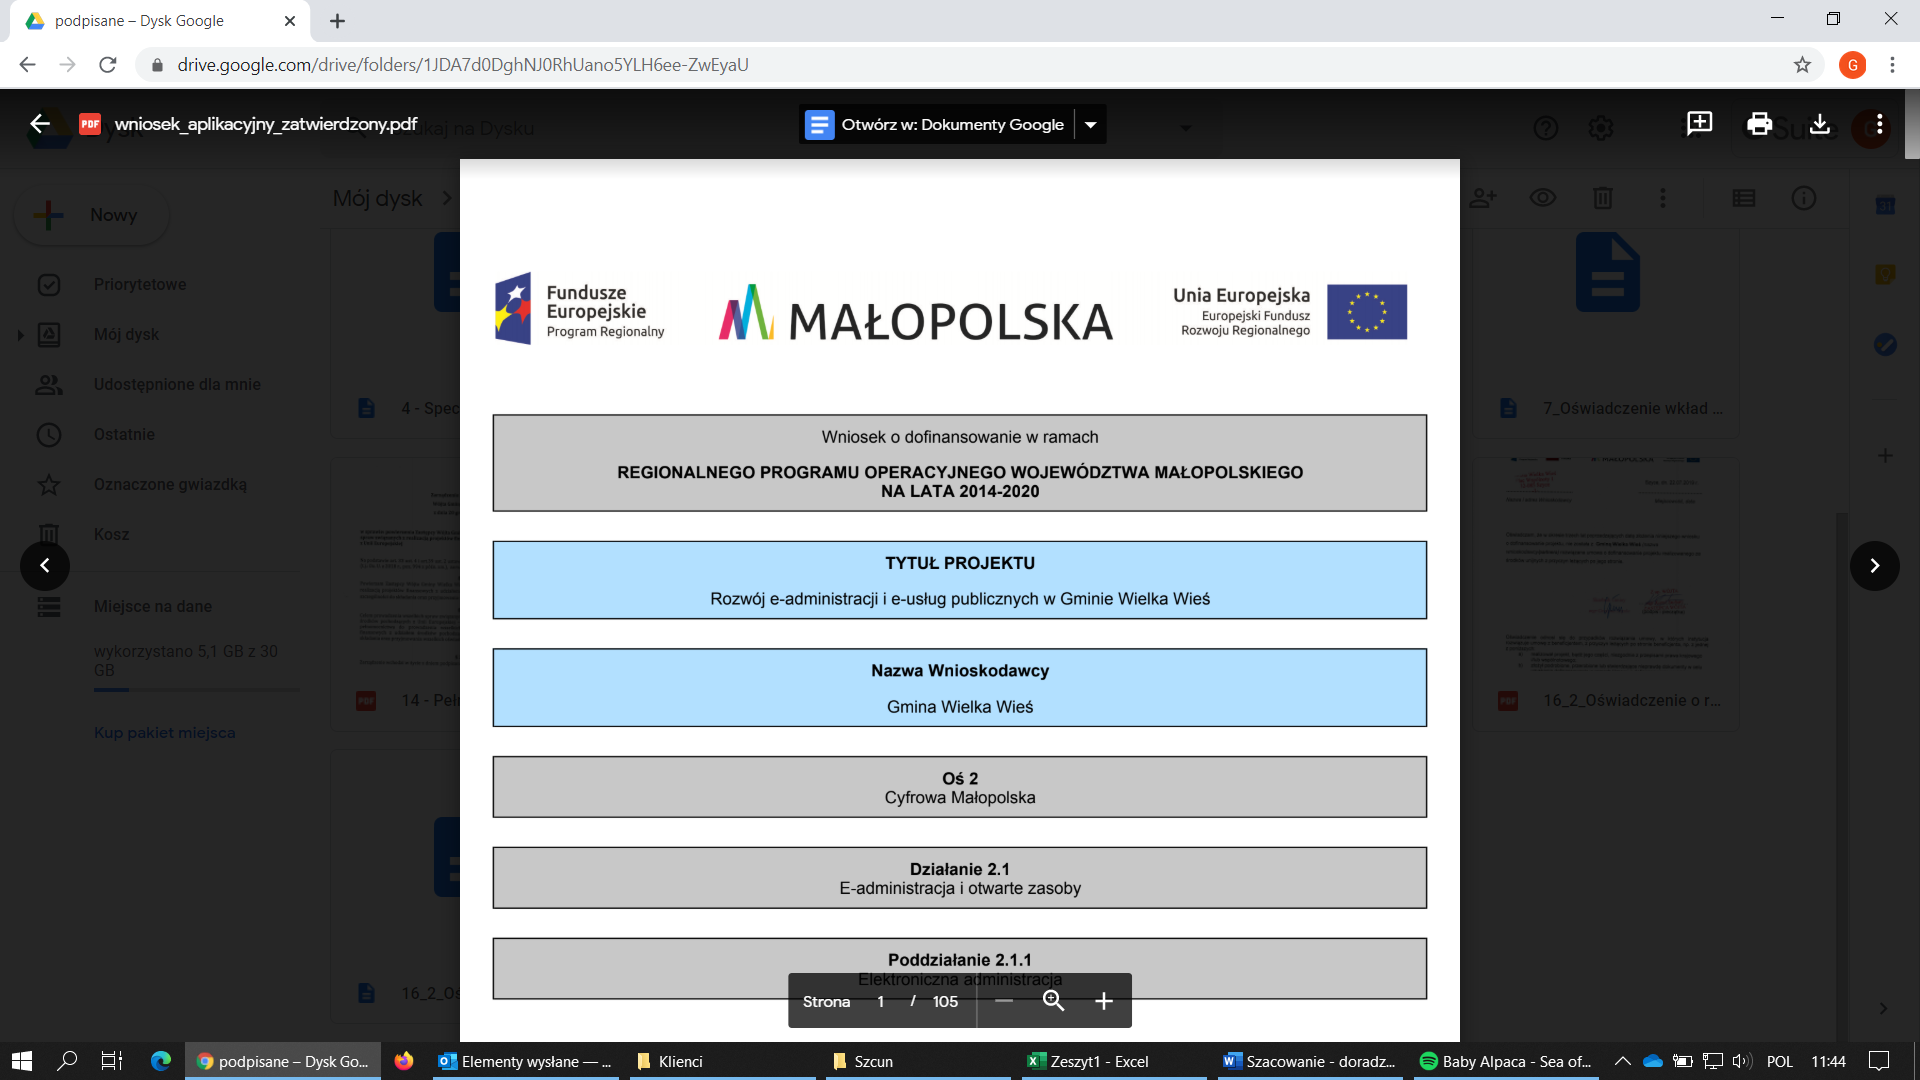 podpisane – Dysk Google
drive.google.com/drive/folders/1JDA7d0DghNJ0RhUano5YLH6ee-ZwEyaU
G
PDF wniosek_aplikacyjny_zatwierdzony.pdf
na Dysku
Otwórz w: Dokumenty Google
Nowy
Mój dysk
Priorytetowe
Mój dysk
Udostępnione dla mnie
Ostatnie
Oznaczone gwiazdką
Kosz
Miejsce na dane
wykorzystano 5,1 GB z 30
GB
Kup pakiet miejsca
7_Oświadczenie wkład ...
PDF
PDF 16_2_Oświadczenie o r...
Fundusze
Europejskie
Program Regionalny
MAŁOPOLSKA
Unia Europejska
Europejski Fundusz
Rozwoju Regionalnego
Wniosek o dofinansowanie w ramach
REGIONALNEGO PROGRAMU OPERACYJNEGO WOJEWÓDZTWA MAŁOPOLSKIEGO
NA LATA 2014-2020
TYTUŁ PROJEKTU
Rozwój e-administracji i e-usług publicznych w Gminie Wielka Wieś
Nazwa Wnioskodawcy
Gmina Wielka Wieś
Oś 2
Cyfrowa Małopolska
Działanie 2.1
E-administracja i otwarte zasoby
Poddziałanie 2.1.1
Elektroniczna administracja
Strona 1 / 105
podpisane – Dysk Go...
Elementy wysłane — ...
Klienci
Szcun
Zeszyt1 - Excel
Szacowanie - doradz...
Baby Alpaca - Sea of...
POL
11:44